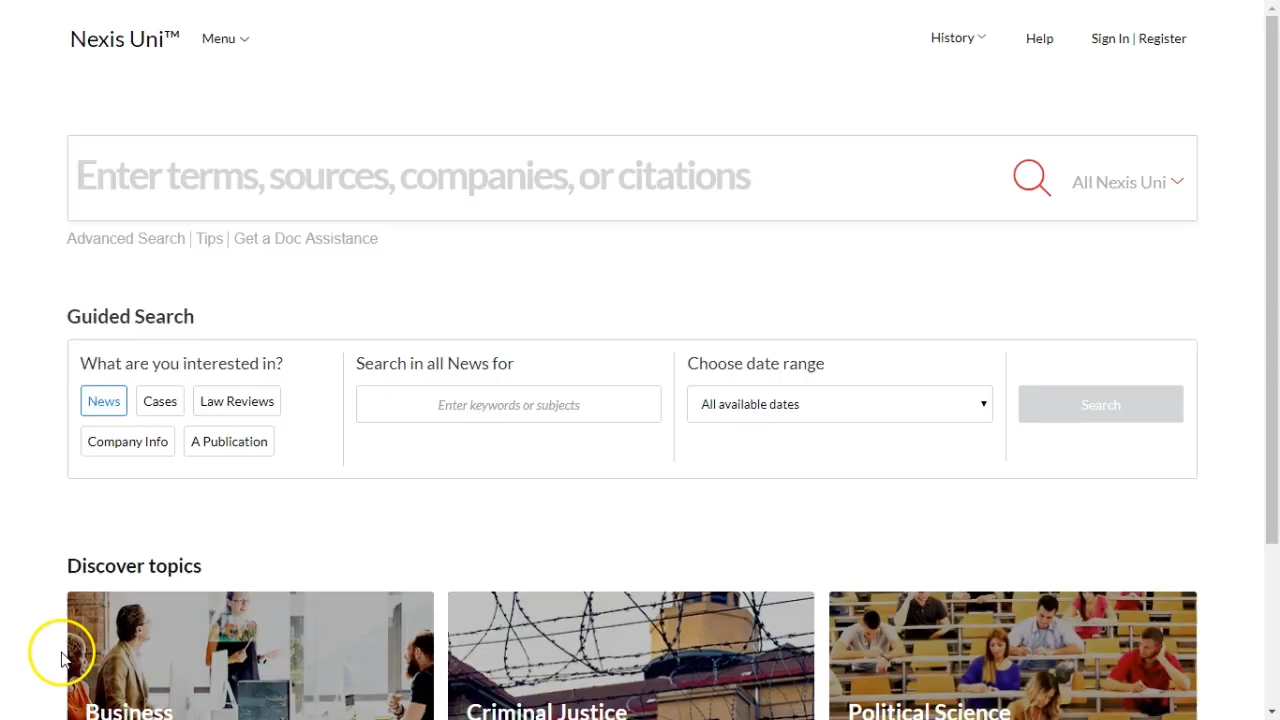 Nexis Uni™ Menu History Help Sign In | Register
Enter terms, sources, companies, or citations All Nexis Uni
Advanced Search | Tips | Get a Doc Assistance
Guided Search
What are you interested in? Search in all News for Choose date range
News Cases Law Reviews Enter keywords or subjects All available dates Search
Company Info A Publication
Discover topics
Business Criminal Justice Political Science